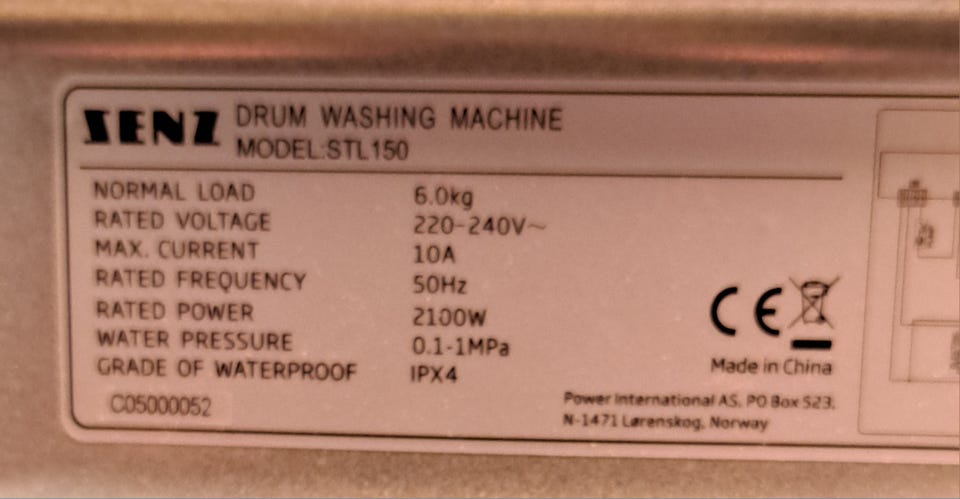 SENZ DRUM WASHING MACHINE
MODEL:STL150
NORMAL LOAD 6.0kg
RATED VOLTAGE 220-240V~
MAX. CURRENT 10A
RATED FREQUENCY 50Hz
RATED POWER 2100W
WATER PRESSURE 0.1-1MPa
GRADE OF WATERPROOF IPX4
C05000052
CE
Made in China
Power International AS, PO Box 523,
N-1471 Lørenskog, Norway